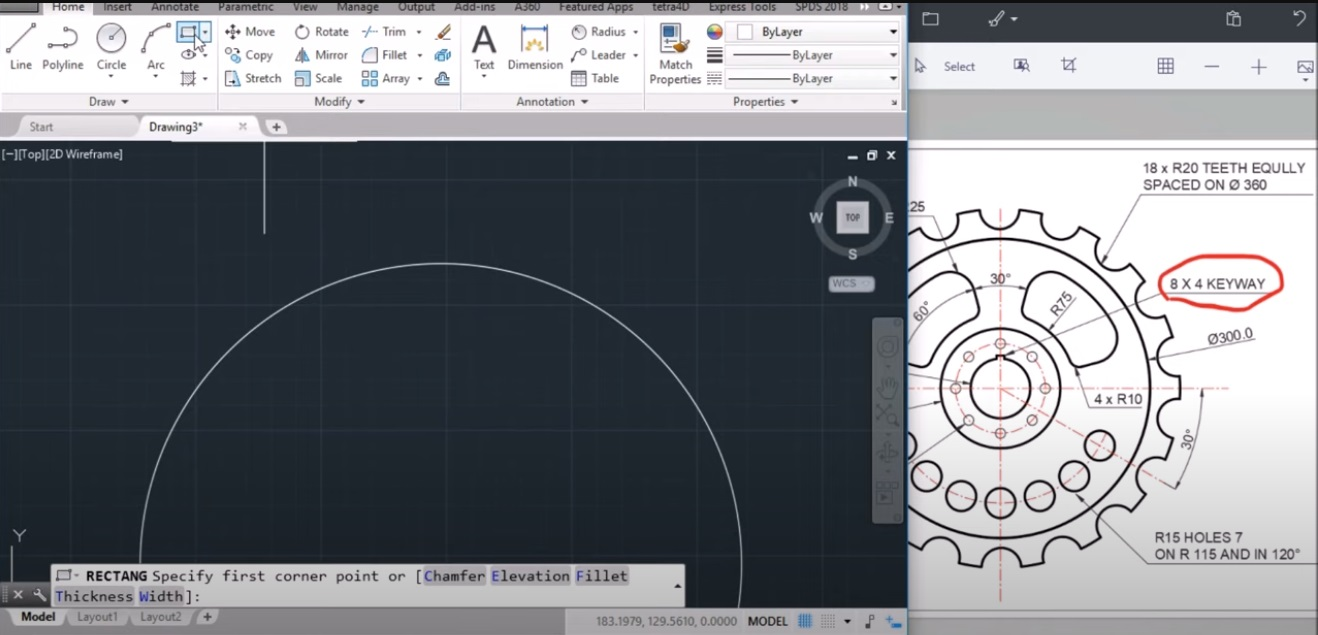 Home Insert Annotate Parametric View Manage Output Add-ins A360 Featured Apps tetra4D Express Tools SPDS 2018
Line Polyline Circle Arc
Move Rotate Trim
Copy Mirror Fillet
Stretch Scale Array
Text Dimension
Radius
Leader
Table
Match
Properties
ByLayer
ByLayer
ByLayer
Draw Modify Annotation Properties
Start Drawing3*
[−][Top][2D Wireframe]
N
W TOP E
S
WCS
Y
RECTANG Specify first corner point or [Chamfer Elevation Fillet
Thickness Width]:
Model Layout1 Layout2
183.1979, 129.5610, 0.0000 MODEL
Select
18 x R20 TEETH EQULLY
SPACED ON Ø 360
25
30°
8 X 4 KEYWAY
60°
R75
Ø300.0
4 x R10
30°
R15 HOLES 7
ON R 115 AND IN 120°